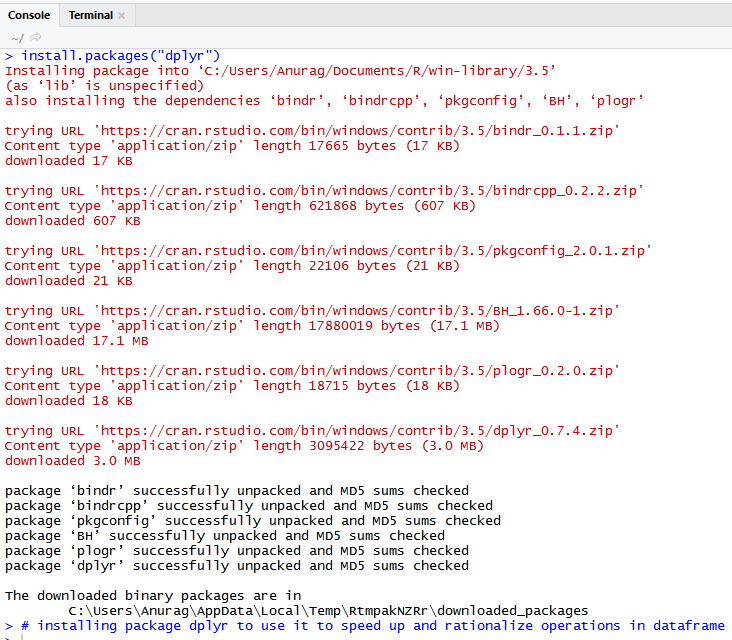 Console
Terminal ×
~/
> install.packages("dplyr")
Installing package into ‘C:/Users/Anurag/Documents/R/win-library/3.5’
(as ‘lib’ is unspecified)
also installing the dependencies ‘bindr’, ‘bindrcpp’, ‘pkgconfig’, ‘BH’, ‘plogr’
trying URL 'https://cran.rstudio.com/bin/windows/contrib/3.5/bindr_0.1.1.zip'
Content type 'application/zip' length 17665 bytes (17 KB)
downloaded 17 KB
trying URL 'https://cran.rstudio.com/bin/windows/contrib/3.5/bindrcpp_0.2.2.zip'
Content type 'application/zip' length 621868 bytes (607 KB)
downloaded 607 KB
trying URL 'https://cran.rstudio.com/bin/windows/contrib/3.5/pkgconfig_2.0.1.zip'
Content type 'application/zip' length 22106 bytes (21 KB)
downloaded 21 KB
trying URL 'https://cran.rstudio.com/bin/windows/contrib/3.5/BH_1.66.0-1.zip'
Content type 'application/zip' length 17880019 bytes (17.1 MB)
downloaded 17.1 MB
trying URL 'https://cran.rstudio.com/bin/windows/contrib/3.5/plogr_0.2.0.zip'
Content type 'application/zip' length 18715 bytes (18 KB)
downloaded 18 KB
trying URL 'https://cran.rstudio.com/bin/windows/contrib/3.5/dplyr_0.7.4.zip'
Content type 'application/zip' length 3095422 bytes (3.0 MB)
downloaded 3.0 MB
package ‘bindr’ successfully unpacked and MD5 sums checked
package ‘bindrcpp’ successfully unpacked and MD5 sums checked
package ‘pkgconfig’ successfully unpacked and MD5 sums checked
package ‘BH’ successfully unpacked and MD5 sums checked
package ‘plogr’ successfully unpacked and MD5 sums checked
package ‘dplyr’ successfully unpacked and MD5 sums checked
The downloaded binary packages are in
C:\Users\Anurag\AppData\Local\Temp\RtmpakNZRr\downloaded_packages
> # installing package dplyr to use it to speed up and rationalize operations in dataframe